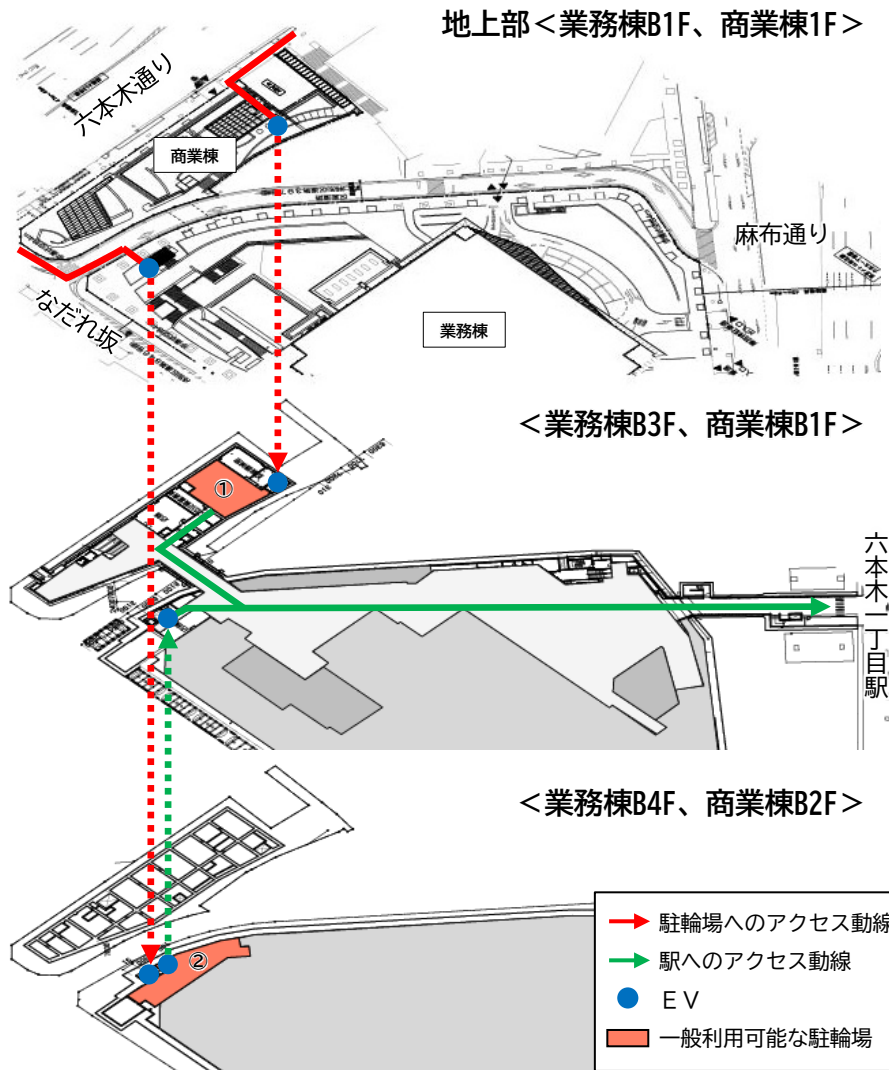 地上部＜業務棟B1F、商業棟1F＞
六本木通り
商業棟
麻布通り
なだれ坂
業務棟
＜業務棟B3F、商業棟B1F＞
①
六本木一丁目駅
＜業務棟B4F、商業棟B2F＞
②
駐輪場へのアクセス動線
駅へのアクセス動線
ＥＶ
一般利用可能な駐輪場